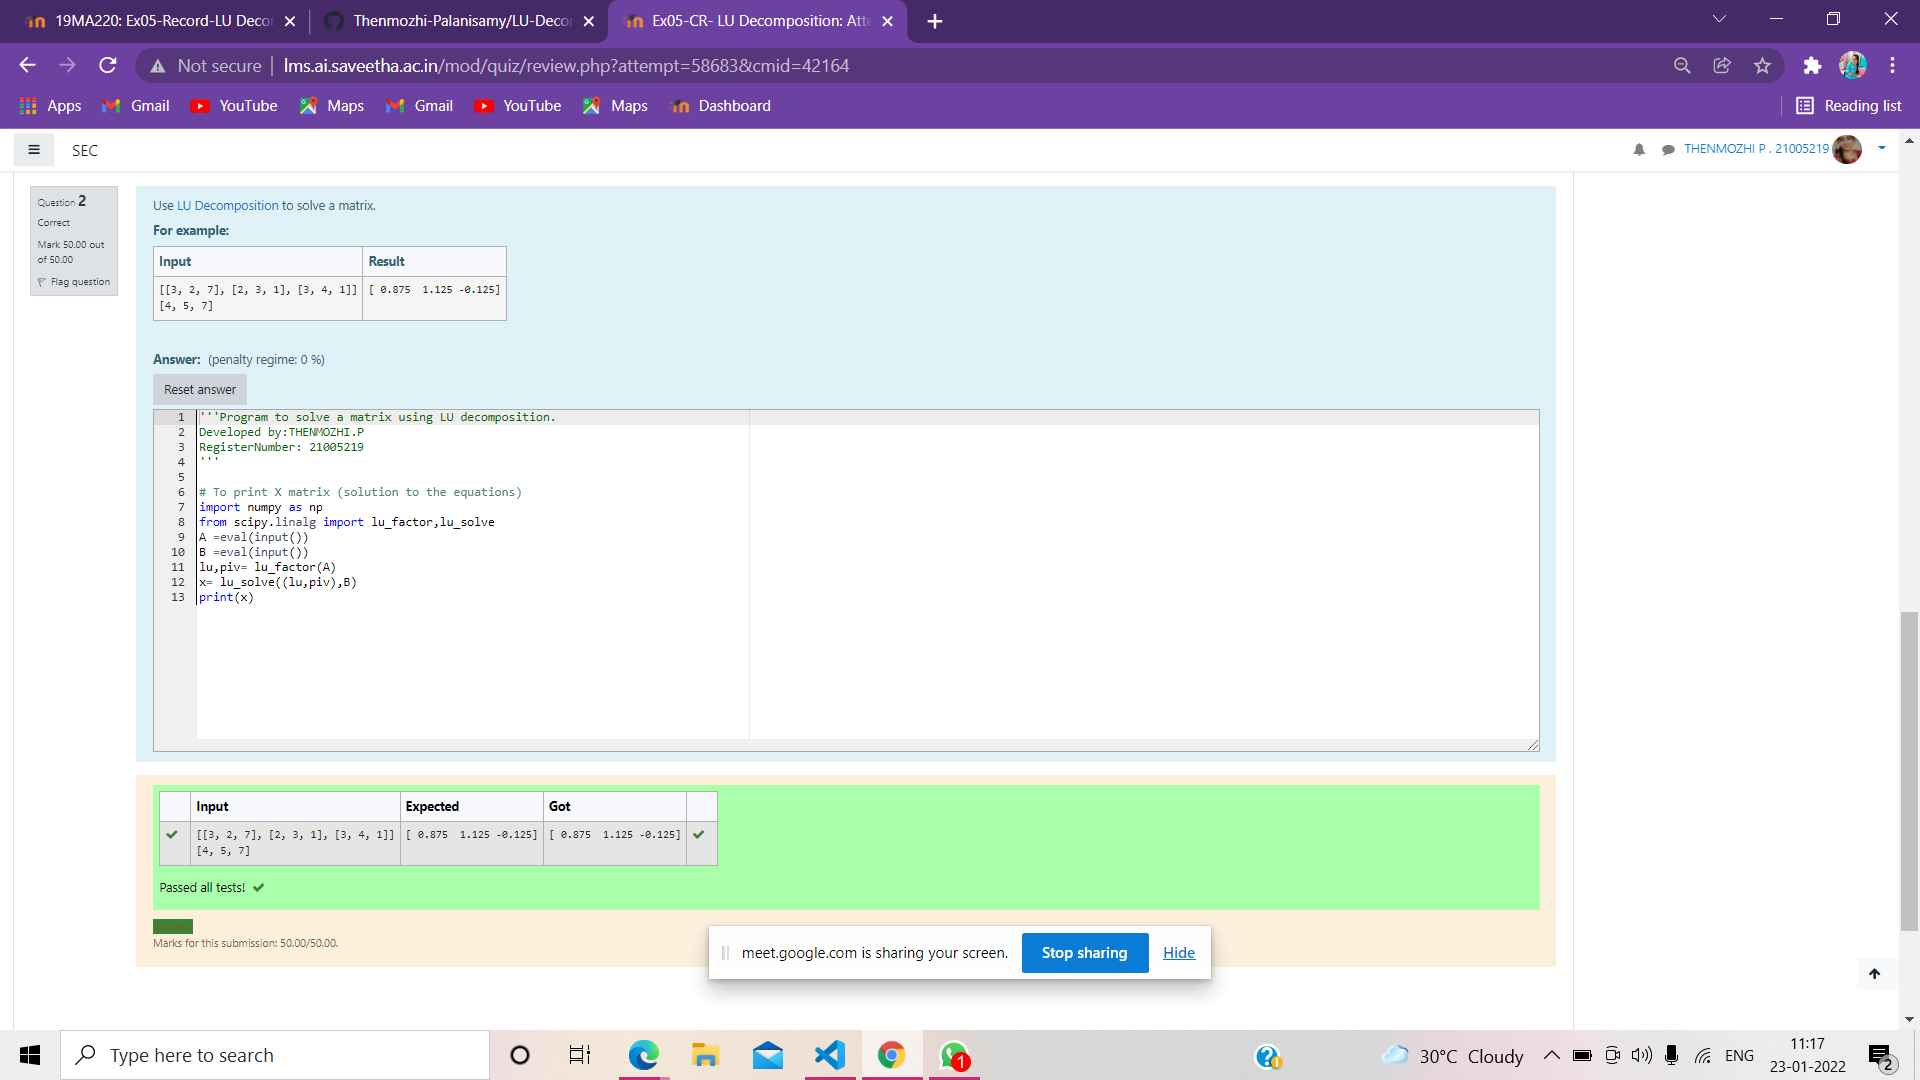 19MA220: Ex05-Record-LU Decor
Thenmozhi-Palanisamy/LU-Decor
Ex05-CR- LU Decomposition: Atte
Not secure | lms.ai.saveetha.ac.in/mod/quiz/review.php?attempt=58683&cmid=42164
Apps Gmail YouTube Maps Gmail YouTube Maps Dashboard Reading list
SEC
THENMOZHI P . 21005219
Question 2
Correct
Mark 50.00 out
of 50.00
Flag question
Use LU Decomposition to solve a matrix.
For example:
Input Result
[[3, 2, 7], [2, 3, 1], [3, 4, 1]] [ 0.875  1.125 -0.125]
[4, 5, 7]
Answer: (penalty regime: 0 %)
Reset answer
1 '''Program to solve a matrix using LU decomposition.
2 Developed by:THENMOZHI.P
3 RegisterNumber: 21005219
4 '''
5
6 # To print X matrix (solution to the equations)
7 import numpy as np
8 from scipy.linalg import lu_factor,lu_solve
9 A =eval(input())
10 B =eval(input())
11 lu,piv= lu_factor(A)
12 x= lu_solve((lu,piv),B)
13 print(x)
Input Expected Got
[[3, 2, 7], [2, 3, 1], [3, 4, 1]] [ 0.875  1.125 -0.125] [ 0.875  1.125 -0.125]
[4, 5, 7]
Passed all tests!
Marks for this submission: 50.00/50.00.
meet.google.com is sharing your screen. Stop sharing Hide
Type here to search
1
30°C Cloudy
ENG
11:17
23-01-2022
2